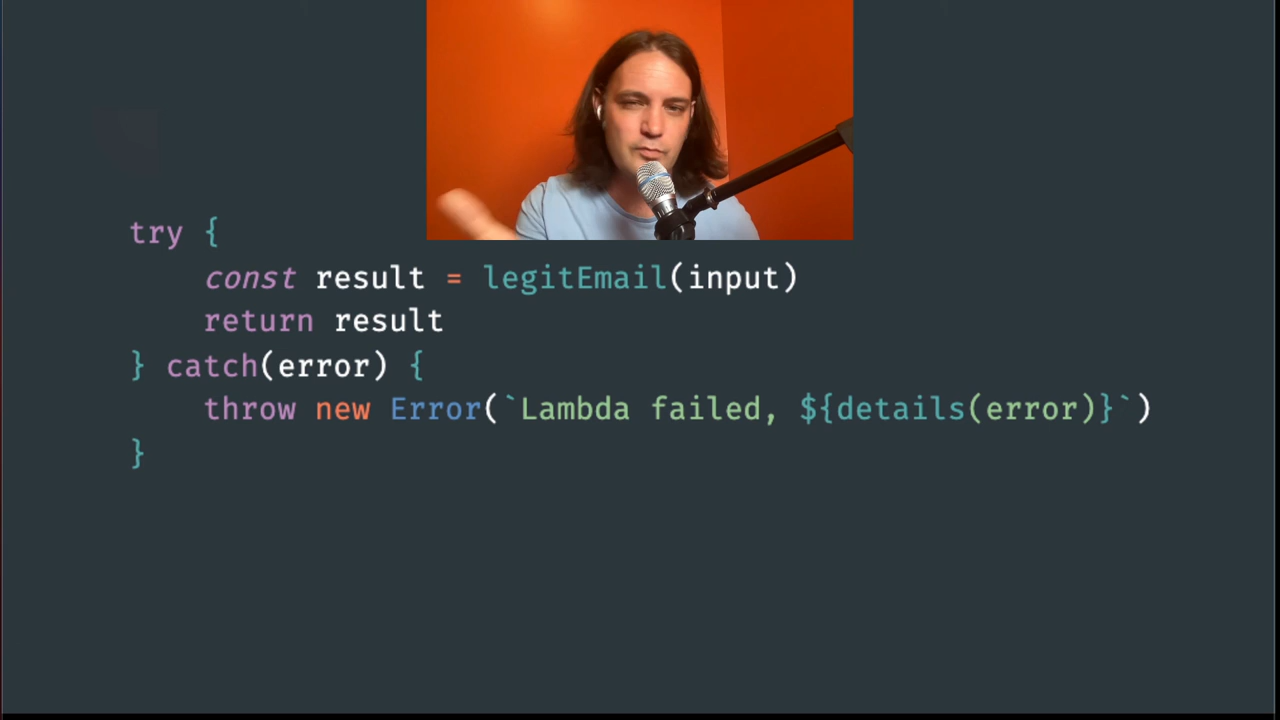 try {
    const result = legitEmail(input)
    return result
} catch(error) {
    throw new Error(`Lambda failed, ${details(error)}`)
}